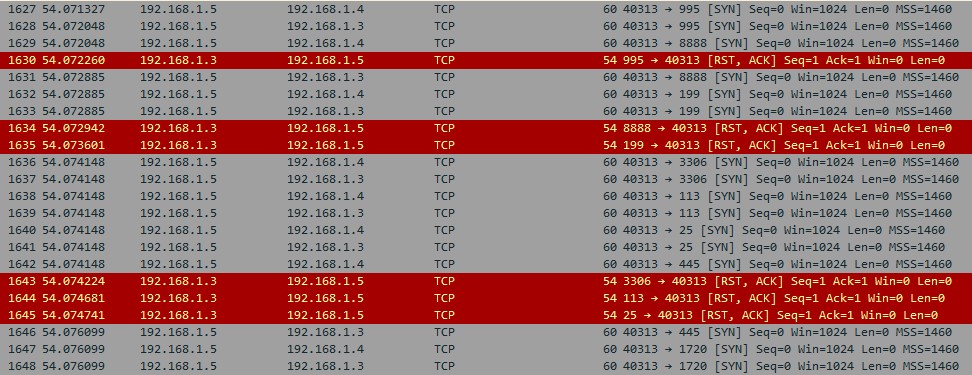 1627 54.071327 192.168.1.5 192.168.1.4 TCP 60 40313 → 995 [SYN] Seq=0 Win=1024 Len=0 MSS=1460
1628 54.072048 192.168.1.5 192.168.1.3 TCP 60 40313 → 995 [SYN] Seq=0 Win=1024 Len=0 MSS=1460
1629 54.072048 192.168.1.5 192.168.1.4 TCP 60 40313 → 8888 [SYN] Seq=0 Win=1024 Len=0 MSS=1460
1630 54.072260 192.168.1.3 192.168.1.5 TCP 54 995 → 40313 [RST, ACK] Seq=1 Ack=1 Win=0 Len=0
1631 54.072885 192.168.1.5 192.168.1.3 TCP 60 40313 → 8888 [SYN] Seq=0 Win=1024 Len=0 MSS=1460
1632 54.072885 192.168.1.5 192.168.1.4 TCP 60 40313 → 199 [SYN] Seq=0 Win=1024 Len=0 MSS=1460
1633 54.072885 192.168.1.5 192.168.1.3 TCP 60 40313 → 199 [SYN] Seq=0 Win=1024 Len=0 MSS=1460
1634 54.072942 192.168.1.3 192.168.1.5 TCP 54 8888 → 40313 [RST, ACK] Seq=1 Ack=1 Win=0 Len=0
1635 54.073601 192.168.1.3 192.168.1.5 TCP 54 199 → 40313 [RST, ACK] Seq=1 Ack=1 Win=0 Len=0
1636 54.074148 192.168.1.5 192.168.1.4 TCP 60 40313 → 3306 [SYN] Seq=0 Win=1024 Len=0 MSS=1460
1637 54.074148 192.168.1.5 192.168.1.3 TCP 60 40313 → 3306 [SYN] Seq=0 Win=1024 Len=0 MSS=1460
1638 54.074148 192.168.1.5 192.168.1.4 TCP 60 40313 → 113 [SYN] Seq=0 Win=1024 Len=0 MSS=1460
1639 54.074148 192.168.1.5 192.168.1.3 TCP 60 40313 → 113 [SYN] Seq=0 Win=1024 Len=0 MSS=1460
1640 54.074148 192.168.1.5 192.168.1.4 TCP 60 40313 → 25 [SYN] Seq=0 Win=1024 Len=0 MSS=1460
1641 54.074148 192.168.1.5 192.168.1.3 TCP 60 40313 → 25 [SYN] Seq=0 Win=1024 Len=0 MSS=1460
1642 54.074148 192.168.1.5 192.168.1.4 TCP 60 40313 → 445 [SYN] Seq=0 Win=1024 Len=0 MSS=1460
1643 54.074224 192.168.1.3 192.168.1.5 TCP 54 3306 → 40313 [RST, ACK] Seq=1 Ack=1 Win=0 Len=0
1644 54.074681 192.168.1.3 192.168.1.5 TCP 54 113 → 40313 [RST, ACK] Seq=1 Ack=1 Win=0 Len=0
1645 54.074741 192.168.1.3 192.168.1.5 TCP 54 25 → 40313 [RST, ACK] Seq=1 Ack=1 Win=0 Len=0
1646 54.076099 192.168.1.5 192.168.1.3 TCP 60 40313 → 445 [SYN] Seq=0 Win=1024 Len=0 MSS=1460
1647 54.076099 192.168.1.5 192.168.1.4 TCP 60 40313 → 1720 [SYN] Seq=0 Win=1024 Len=0 MSS=1460
1648 54.076099 192.168.1.5 192.168.1.3 TCP 60 40313 → 1720 [SYN] Seq=0 Win=1024 Len=0 MSS=1460